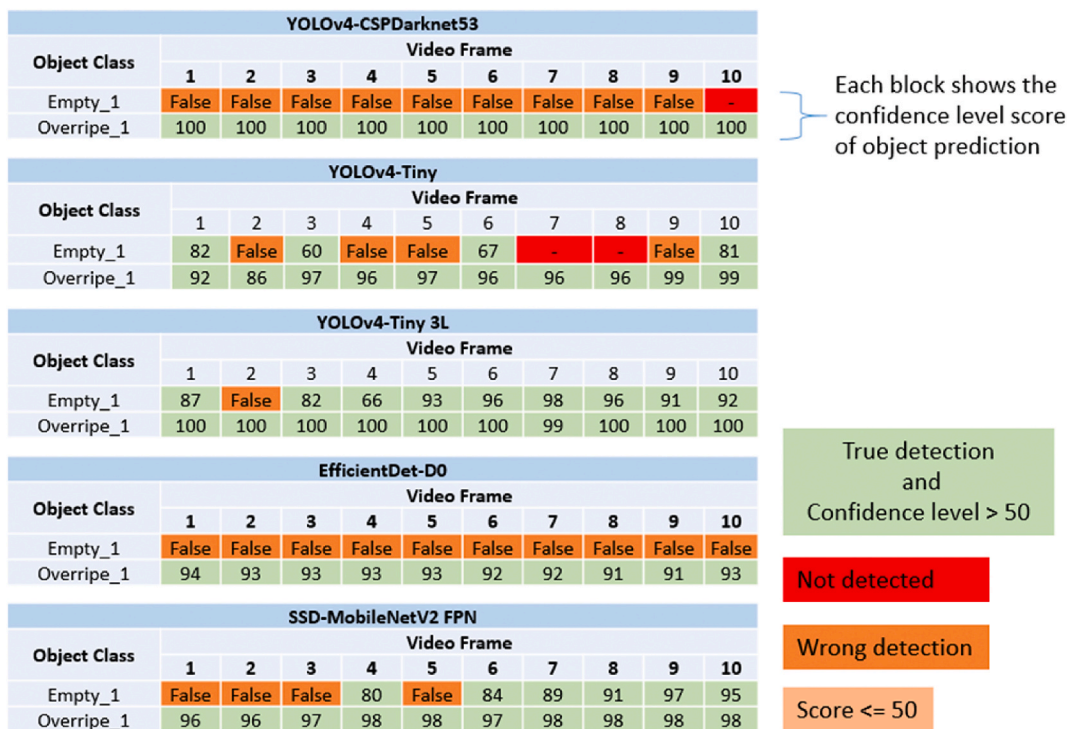 YOLOv4-CSPDarknet53
Object Class
Video Frame
1 2 3 4 5 6 7 8 9 10
Empty_1 False False False False False False False False False -
Overripe_1 100 100 100 100 100 100 100 100 100 100
Each block shows the
confidence level score
of object prediction
YOLOv4-Tiny
Object Class
Video Frame
1 2 3 4 5 6 7 8 9 10
Empty_1 82 False 60 False False 67 - - False 81
Overripe_1 92 86 97 96 97 96 96 96 99 99
YOLOv4-Tiny 3L
Object Class
Video Frame
1 2 3 4 5 6 7 8 9 10
Empty_1 87 False 82 66 93 96 98 96 91 92
Overripe_1 100 100 100 100 100 100 99 100 100 100
EfficientDet-D0
Object Class
Video Frame
1 2 3 4 5 6 7 8 9 10
Empty_1 False False False False False False False False False False
Overripe_1 94 93 93 93 93 92 92 91 91 93
SSD-MobileNetV2 FPN
Object Class
Video Frame
1 2 3 4 5 6 7 8 9 10
Empty_1 False False False 80 False 84 89 91 97 95
Overripe_1 96 96 97 98 98 97 98 98 98 98
True detection
and
Confidence level > 50
Not detected
Wrong detection
Score <= 50